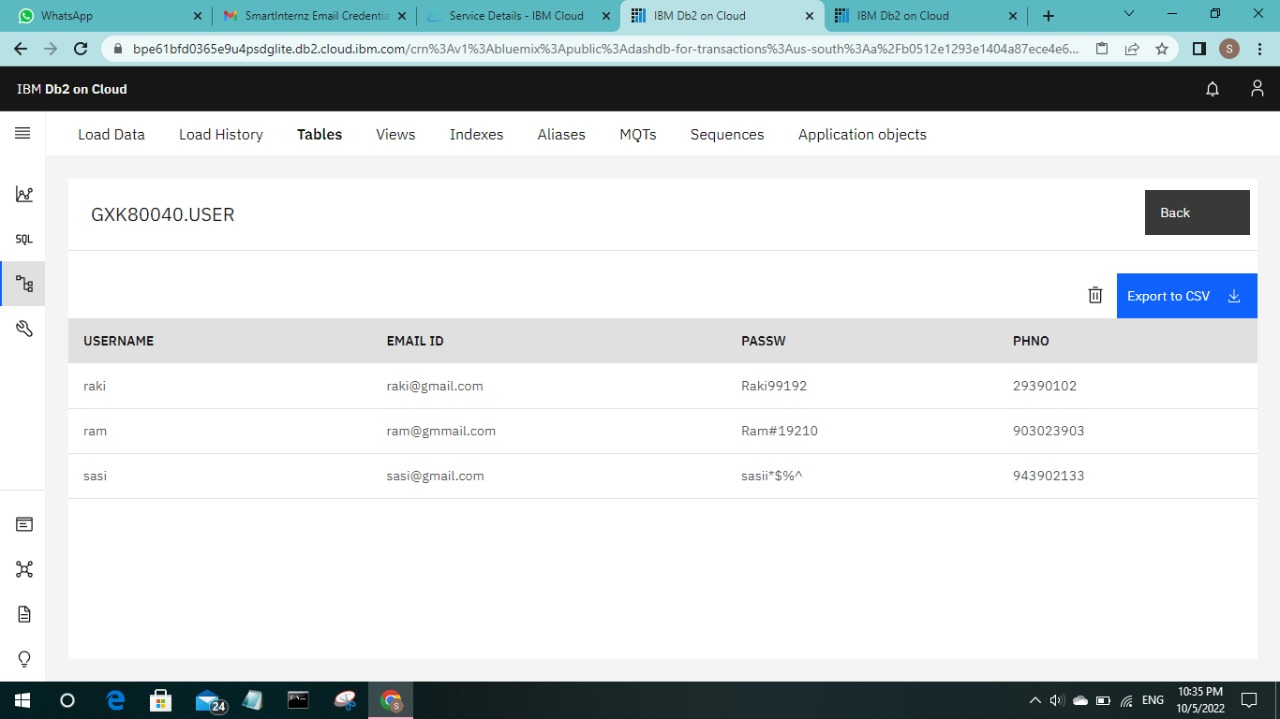 WhatsApp
SmartInternz Email Credentia
Service Details - IBM Cloud
IBM Db2 on Cloud
IBM Db2 on Cloud
bpe61bfd0365e9u4psdglite.db2.cloud.ibm.com/crn%3Av1%3Abluemix%3Apublic%3Adashdb-for-transactions%3Aus-south%3Aa%2Fb0512e1293e1404a87ece4e6...
S
IBM Db2 on Cloud
Load Data Load History Tables Views Indexes Aliases MQTs Sequences Application objects
SQL
GXK80040.USER
Back
Export to CSV
USERNAME EMAIL ID PASSW PHNO
raki raki@gmail.com Raki99192 29390102
ram ram@gmmail.com Ram#19210 903023903
sasi sasi@gmail.com sasii*$%^ 943902133
24
S
ENG
10:35 PM
10/5/2022